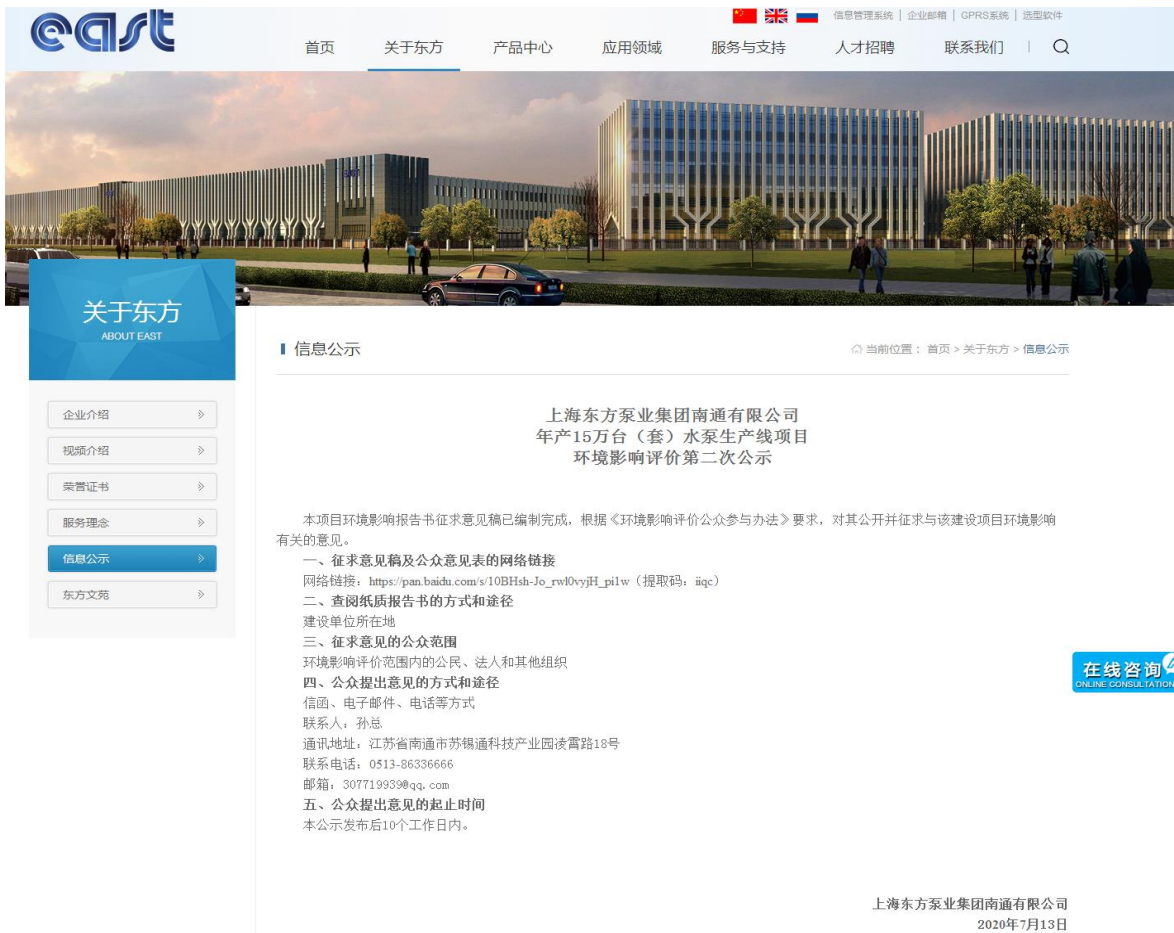 east
信息管理系统 | 企业邮箱 | GPRS系统 | 选型软件
首页 关于东方 产品中心 应用领域 服务与支持 人才招聘 联系我们
关于东方
ABOUT EAST
企业介绍
视频介绍
荣誉证书
服务理念
信息公示
东方文苑
信息公示
当前位置： 首页 > 关于东方 > 信息公示
上海东方泵业集团南通有限公司
年产15万台（套）水泵生产线项目
环境影响评价第二次公示
本项目环境影响报告书征求意见稿已编制完成，根据《环境影响评价公众参与办法》要求，对其公开并征求与该建设项目环境影响
有关的意见。
一、征求意见稿及公众意见表的网络链接
网络链接：https://pan.baidu.com/s/10BHsh-Jo_rwl0vyjH_pi1w（提取码：iiqc）
二、查阅纸质报告书的方式和途径
建设单位所在地
三、征求意见的公众范围
环境影响评价范围内的公民、法人和其他组织
四、公众提出意见的方式和途径
信函、电子邮件、电话等方式
联系人：孙总
通讯地址：江苏省南通市苏锡通科技产业园凌霄路18号
联系电话：0513-86336666
邮箱：307719939@qq.com
五、公众提出意见的起止时间
本公示发布后10个工作日内。
在线咨询
ONLINE CONSULTATION
上海东方泵业集团南通有限公司
2020年7月13日